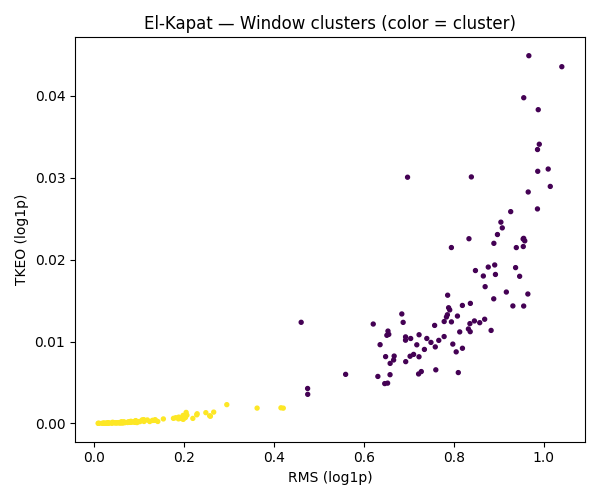 El-Kapat — Window clusters (color = cluster)
TKEO (log1p)
0.04
0.03
0.02
0.01
0.00
0.0 0.2 0.4 0.6 0.8 1.0
RMS (log1p)